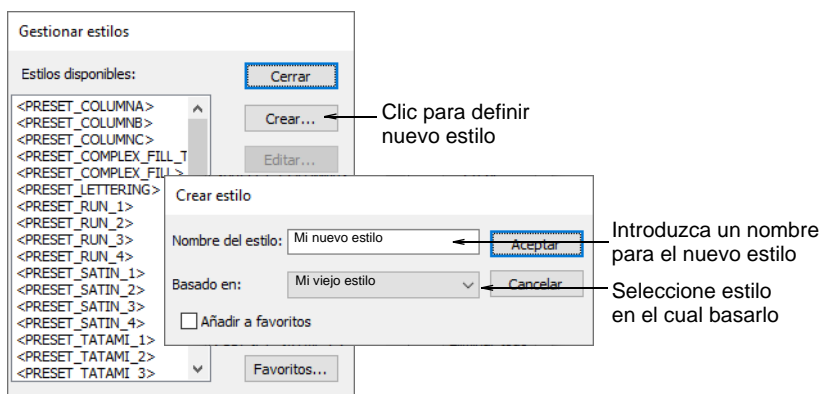 Gestionar estilos
Estilos disponibles:
Cerrar
<PRESET_COLUMNA>
<PRESET_COLUMNB>
<PRESET_COLUMNC>
<PRESET_COMPLEX_FILL_T
<PRESET_COMPLEX_FILL>
<PRESET_LETTERING>
<PRESET_RUN_1>
<PRESET_RUN_2>
<PRESET_RUN_3>
<PRESET_RUN_4>
<PRESET_SATIN_1>
<PRESET_SATIN_2>
<PRESET_SATIN_3>
<PRESET_SATIN_4>
<PRESET_TATAMI_1>
<PRESET_TATAMI_2>
<PRESET TATAMI 3>
Crear...
Editar...
Favoritos...
Clic para definir
nuevo estilo
Crear estilo
Nombre del estilo:
Mi nuevo estilo
Aceptar
Basado en:
Mi viejo estilo
Cancelar
Añadir a favoritos
Introduzca un nombre
para el nuevo estilo
Seleccione estilo
en el cual basarlo